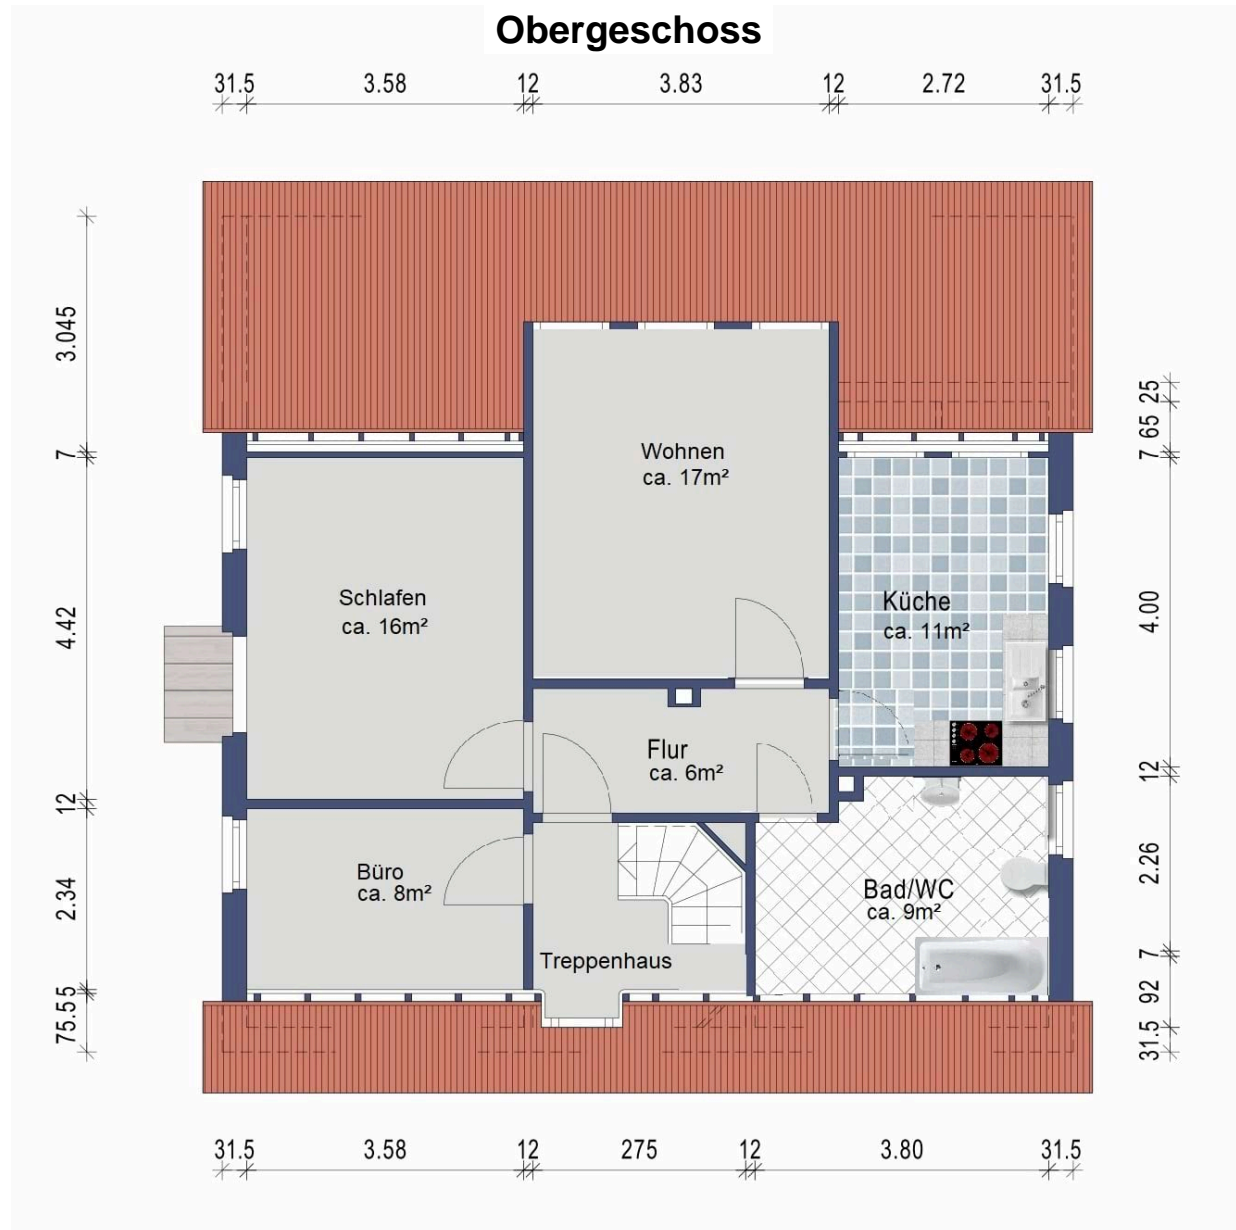 Obergeschoss
31.5 3.58 12 3.83 12 2.72 31.5
3.045
7
4.42
12
2.34
75.55
25
65
7
4.00
12
2.26
7
92
31.5
Wohnen
ca. 17m²
Schlafen
ca. 16m²
Küche
ca. 11m²
Flur
ca. 6m²
Büro
ca. 8m²
Bad/WC
ca. 9m²
Treppenhaus
31.5 3.58 12 275 12 3.80 31.5